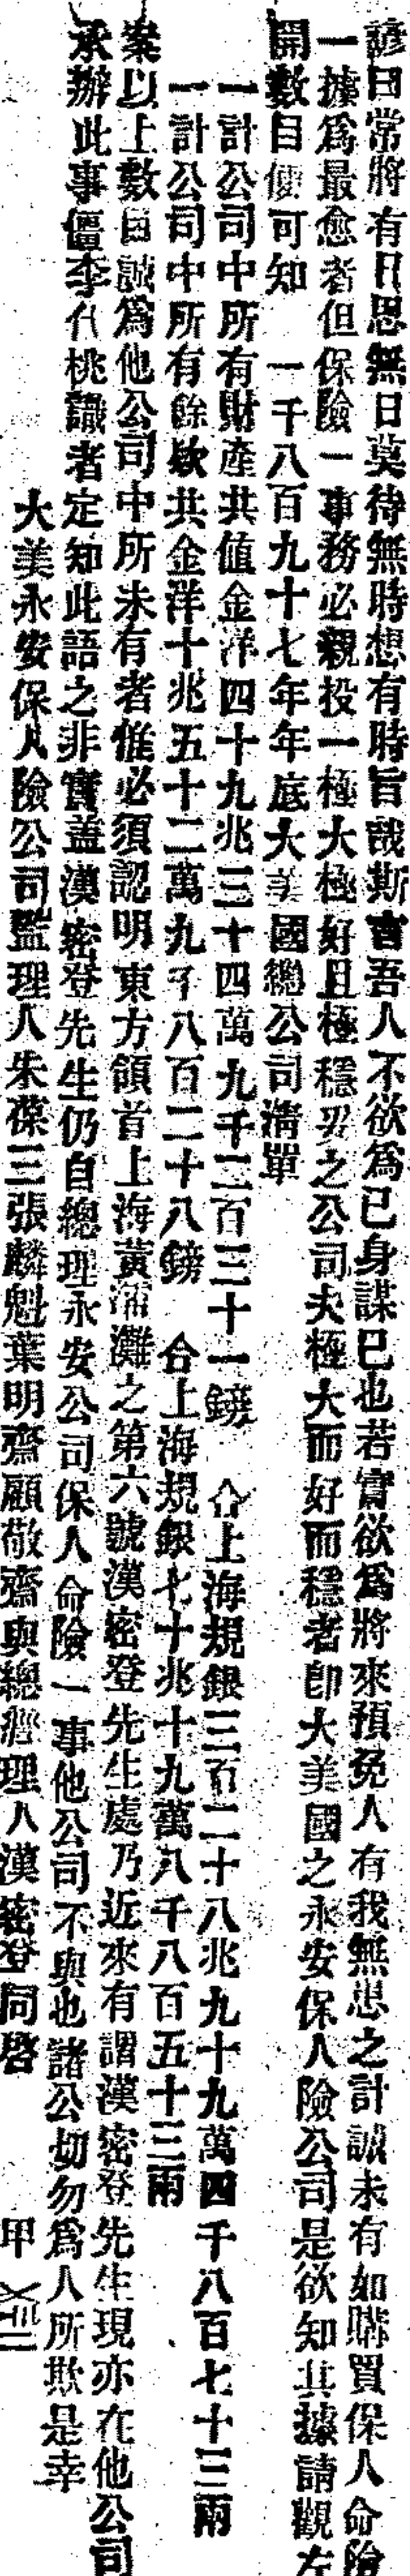 諺曰常將有日思無日莫待無時想有時旨哉斯言吾人不欲爲己身謀已也若實欲爲將來預免人有我無患之計誠未有如購買保人命險
一據爲最愈者但保險一事務必親投一極大極好且極穩妥之公司夫極大而好而穩者卽大美國之永安保人險公司是欲知其據請觀左
開數目便可知　一千八百九十七年年底大美國總公司淸單
一計公司中所有財產共値金洋四十九兆三十四萬九千二百三十一鎊　合上海規銀三百二十八兆九十九萬四千八百七十三兩
一計公司中所有餘欵共金洋十兆五十二萬九千八百二十八鎊　合上海規銀七十兆十九萬八千八百五十三兩
案以上數目誠爲他公司中所未有者惟必須認明東方領首上海黃浦灘之第六號漢密登先生處乃近來有謂漢密登先生現亦在他公司
承辦此事僵李代桃識者定知此語之非實蓋漢密登先生仍自總理永安公司保人命險一事他公司不與也諸公切勿爲人所欺是幸
大美永安保人險公司監理人朱葆三張麟魁葉明齋顧敬齋與總經理人漢密登同啓　甲